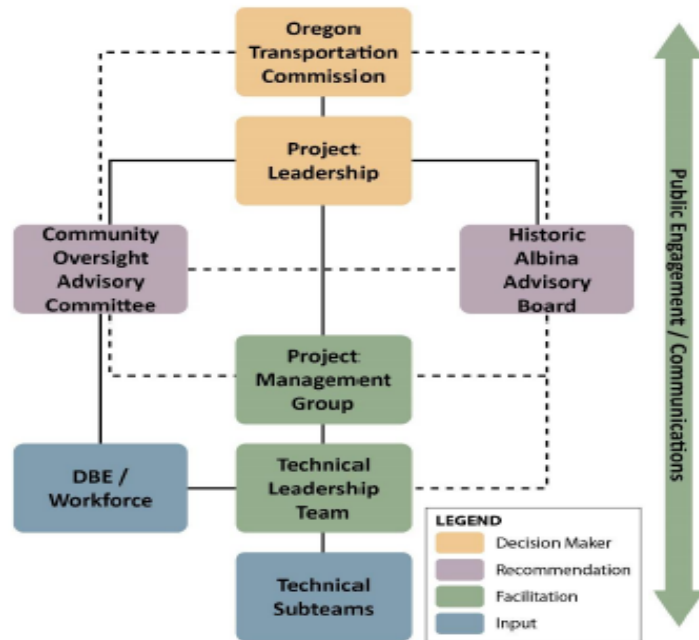 Oregon
Transportation
Commission
Project
Leadership
Community
Oversight
Advisory
Committee
Historic
Albina
Advisory
Board
Project
Management
Group
DBE /
Workforce
Technical
Leadership
Team
Technical
Subteams
Public Engagement / Communications
LEGEND
Decision Maker
Recommendation
Facilitation
Input